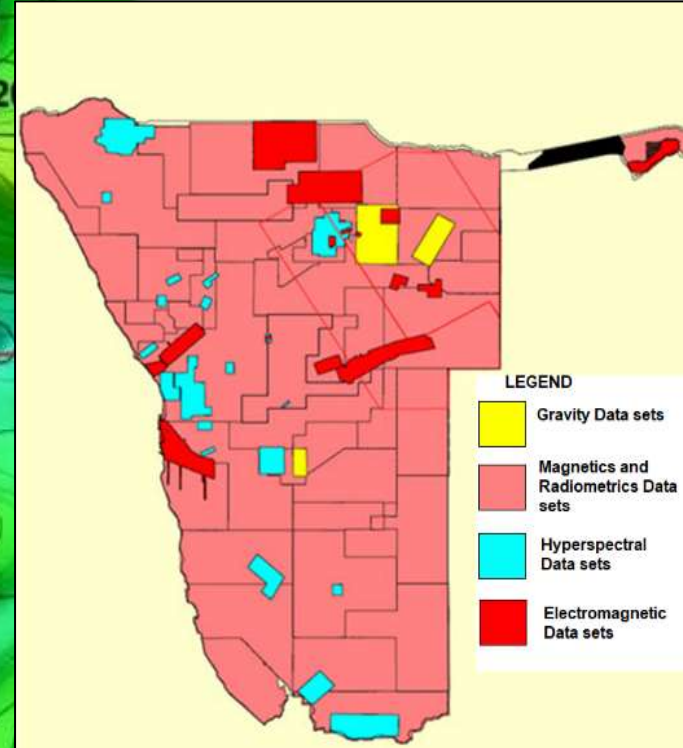 LEGEND
Gravity Data sets
Magnetics and
Radiometrics Data
sets
Hyperspectral
Data sets
Electromagnetic
Data sets